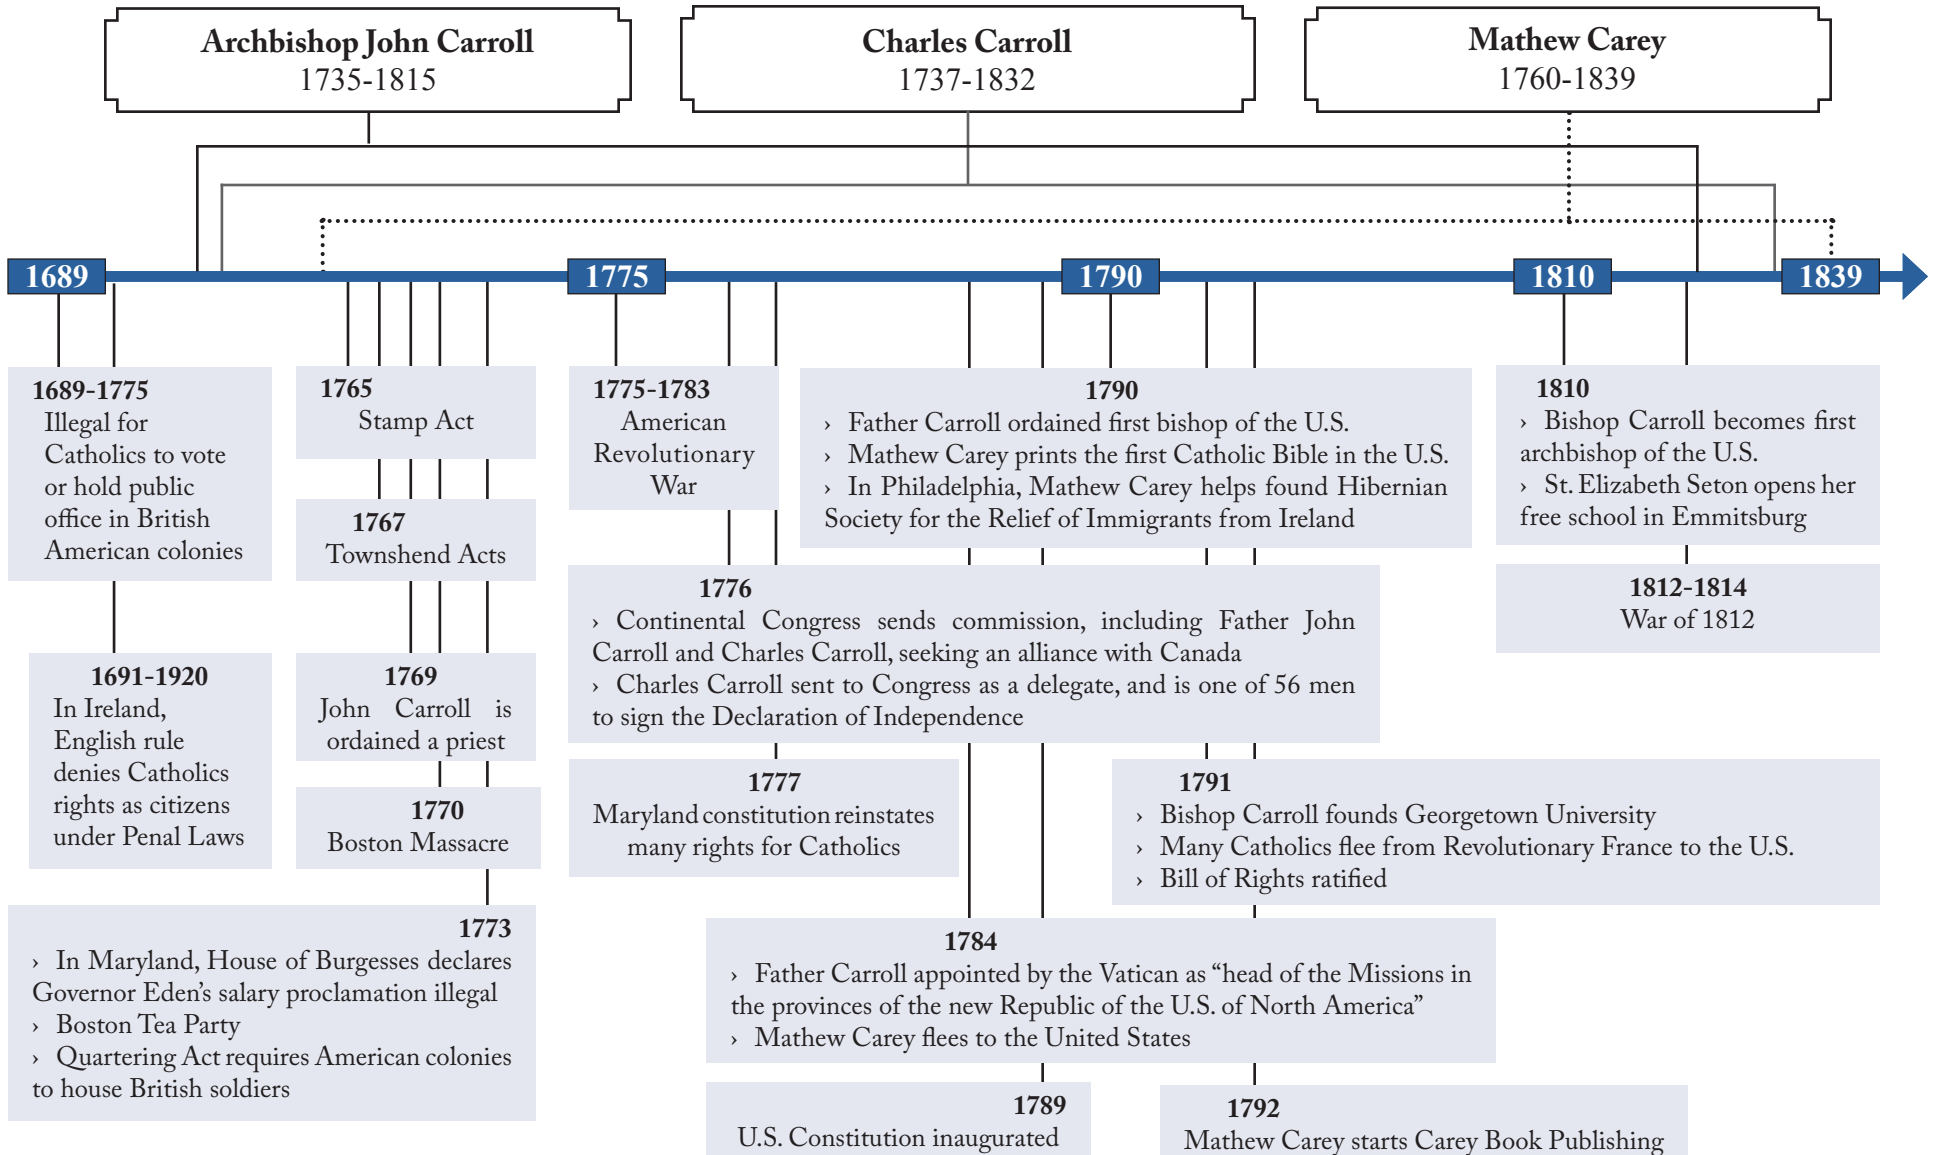 Archbishop John Carroll
1735-1815
Charles Carroll
1737-1832
Mathew Carey
1760-1839
1689
1775
1790
1810
1839
1689-1775
Illegal for
Catholics to vote
or hold public
office in British
American colonies
1691-1920
In Ireland,
English rule
denies Catholics
rights as citizens
under Penal Laws
1765
Stamp Act
1767
Townshend Acts
1769
John Carroll is
ordained a priest
1770
Boston Massacre
1773
› In Maryland, House of Burgesses declares
Governor Eden’s salary proclamation illegal
› Boston Tea Party
› Quartering Act requires American colonies
to house British soldiers
1775-1783
American
Revolutionary
War
1776
› Continental Congress sends commission, including Father John
Carroll and Charles Carroll, seeking an alliance with Canada
› Charles Carroll sent to Congress as a delegate, and is one of 56 men
to sign the Declaration of Independence
1777
Maryland constitution reinstates
many rights for Catholics
1784
› Father Carroll appointed by the Vatican as “head of the Missions in
the provinces of the new Republic of the U.S. of North America”
› Mathew Carey flees to the United States
1789
U.S. Constitution inaugurated
1790
› Father Carroll ordained first bishop of the U.S.
› Mathew Carey prints the first Catholic Bible in the U.S.
› In Philadelphia, Mathew Carey helps found Hibernian
Society for the Relief of Immigrants from Ireland
1791
› Bishop Carroll founds Georgetown University
› Many Catholics flee from Revolutionary France to the U.S.
› Bill of Rights ratified
1792
Mathew Carey starts Carey Book Publishing
1810
› Bishop Carroll becomes first
archbishop of the U.S.
› St. Elizabeth Seton opens her
free school in Emmitsburg
1812-1814
War of 1812